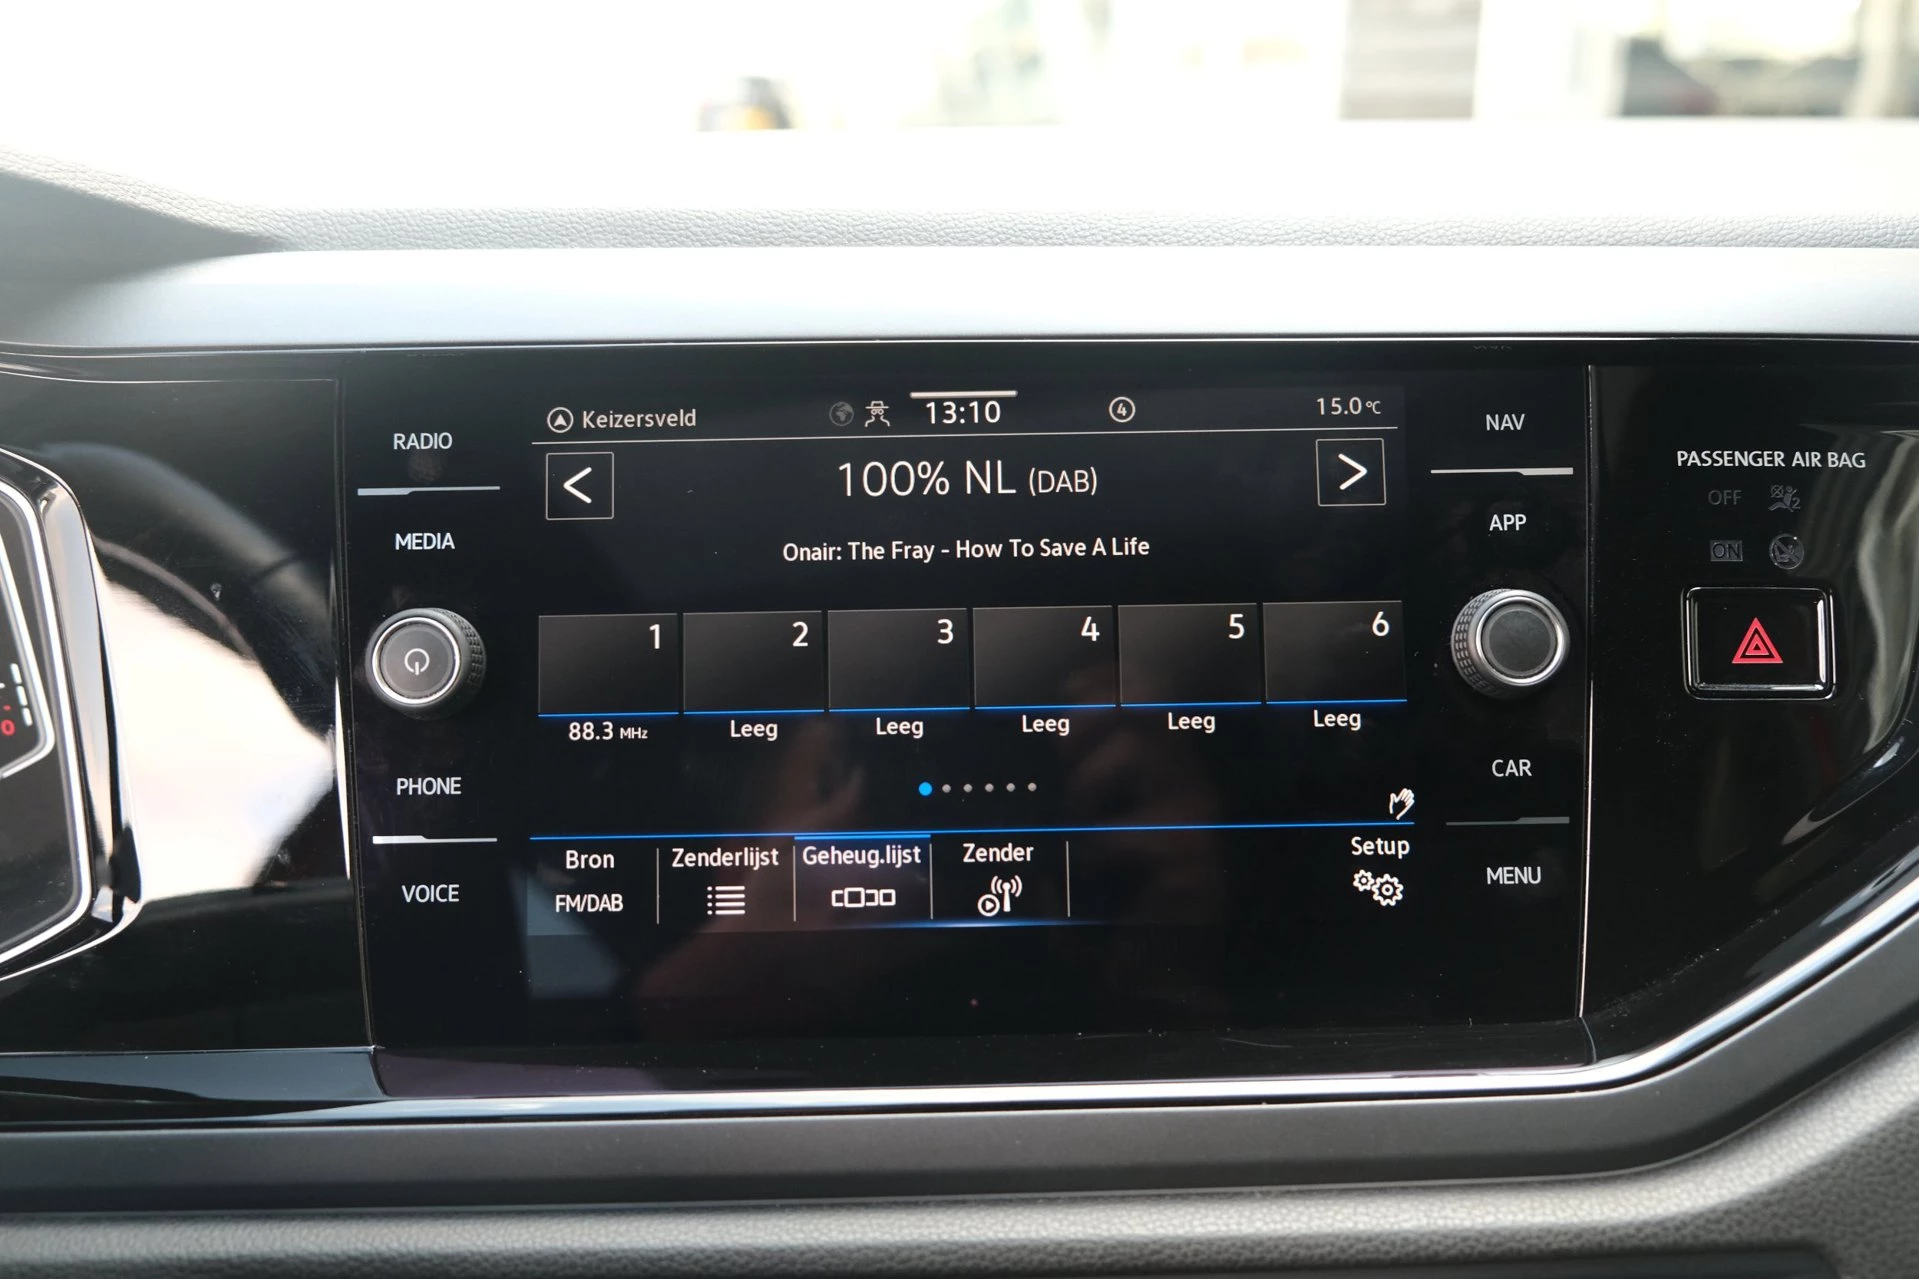 Keizersveld 13:10 4 15.0°C
RADIO
NAV
< 100% NL (DAB) >
PASSENGER AIR BAG
OFF
MEDIA
APP
Onair: The Fray - How To Save A Life
ON
1 2 3 4 5 6
88.3 MHz Leeg Leeg Leeg Leeg Leeg
PHONE
CAR
Bron Zenderlijst Geheug.lijst Zender Setup
FM/DAB
VOICE
MENU